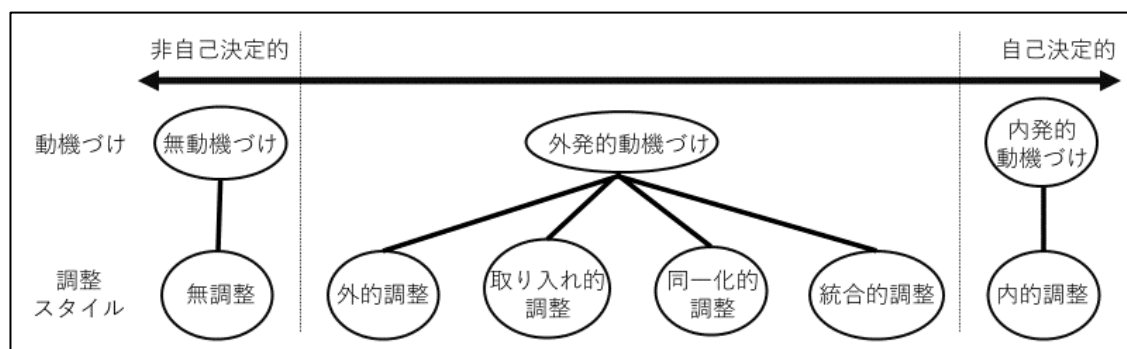 非自己決定的
自己決定的
動機づけ
無動機づけ
外発的動機づけ
内発的
動機づけ
調整
スタイル
無調整
外的調整
取り入れ的
調整
同一化的
調整
統合的調整
内的調整